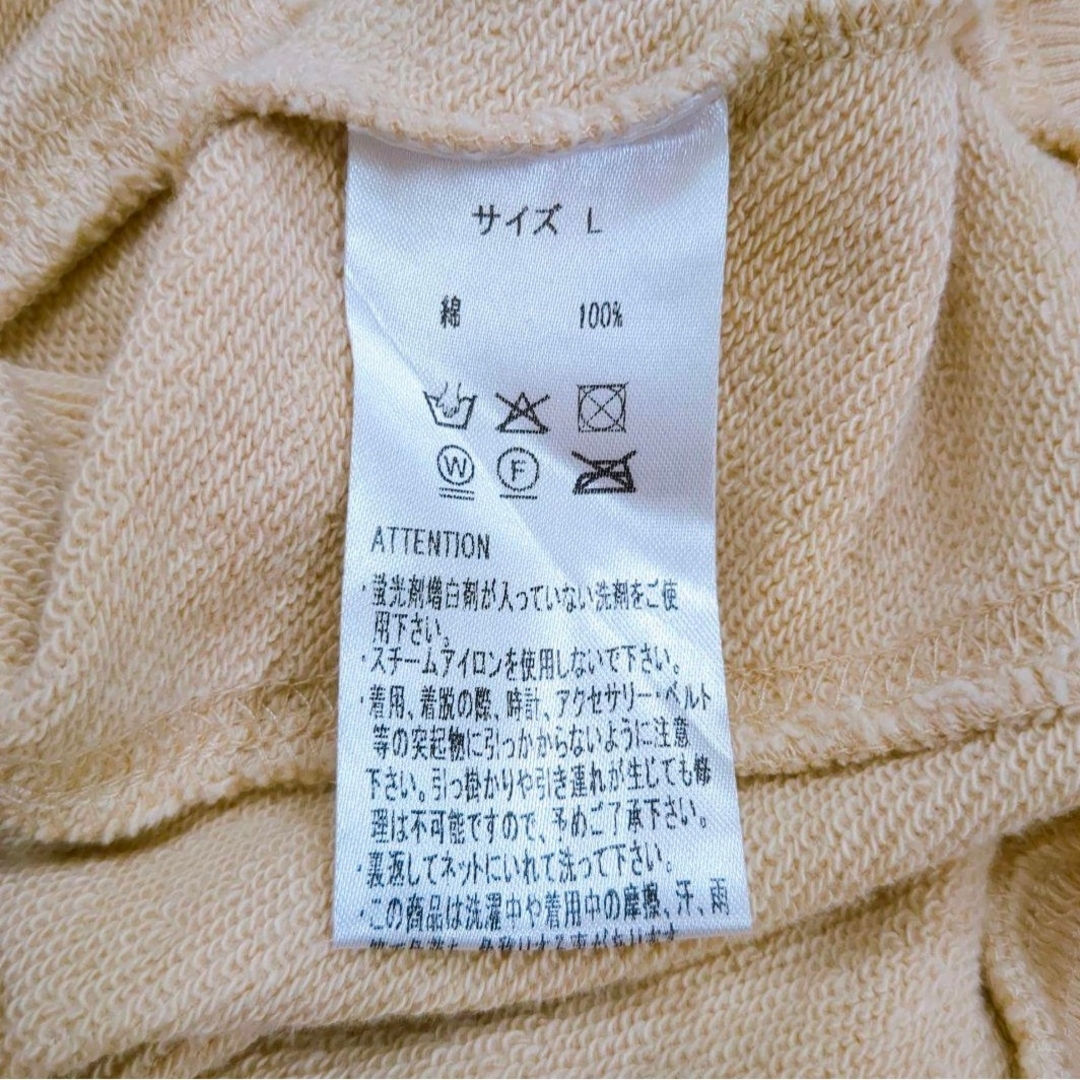 サイズ L
綿 100%
W F
ATTENTION
・蛍光剤増白剤が入っていない洗剤をご使
用下さい。
・スチームアイロンを使用しないで下さい。
・着用、着脱の際、時計、アクセサリー・ベルト
等の突起物に引っかからないように注意
下さい。引っ掛かりや引き連れが生じても修
理は不可能ですので、予めご了承下さい。
・裏返してネットにいれて洗って下さい。
・この商品は洗濯中や着用中の摩擦、汗、雨